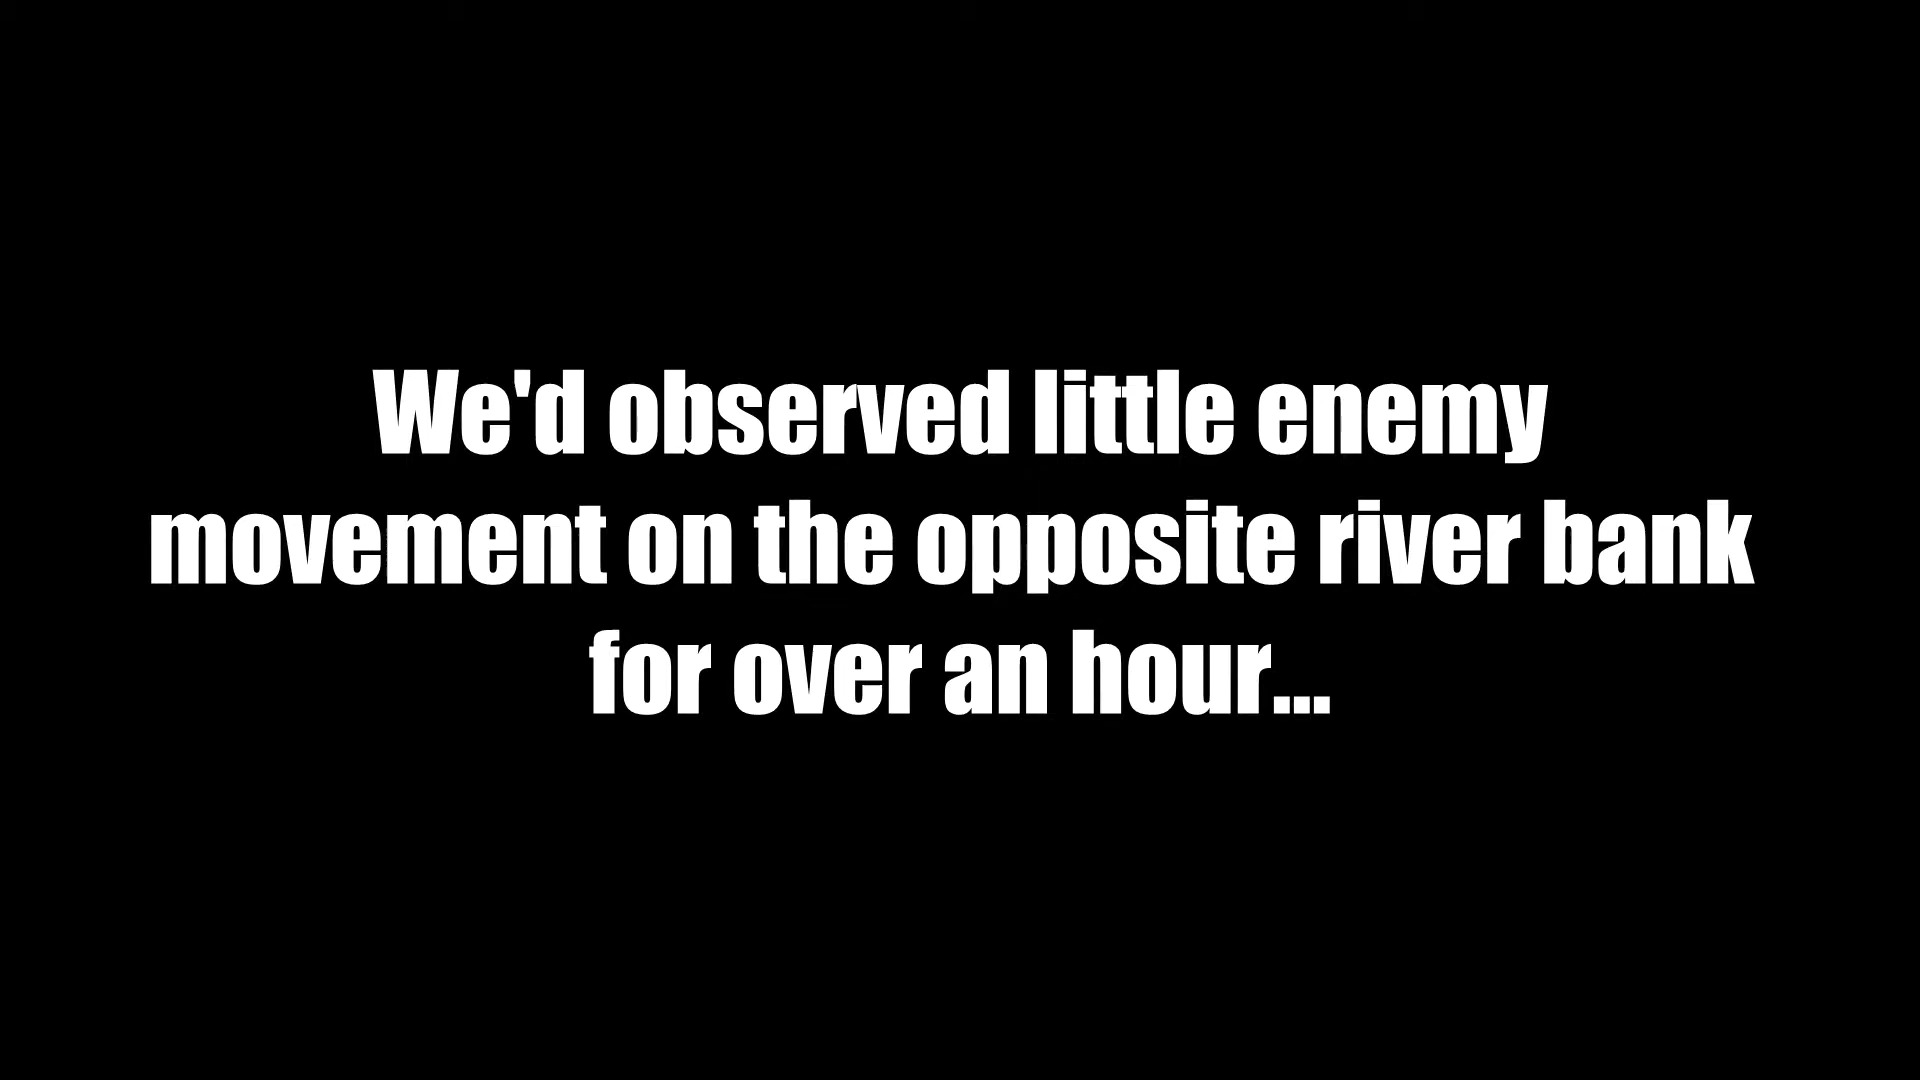 We'd observed little enemy
movement on the opposite river bank
for over an hour...